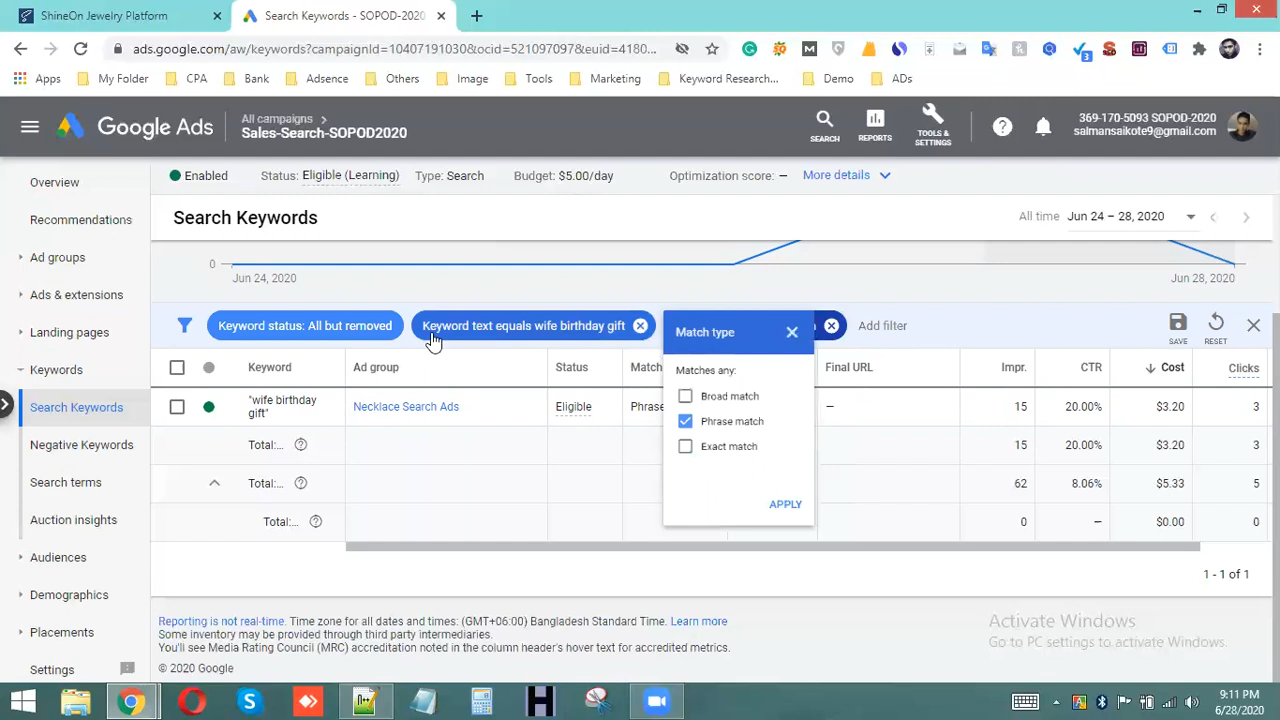 ShineOn Jewelry Platform
Search Keywords - SOPOD-2020
ads.google.com/aw/keywords?campaignId=10407193030&ocid=521097097&euid=4180...
Apps
My Folder
CPA
Bank
Adsence
Others
Image
Tools
Marketing
Keyword Research...
Demo
ADs
Google Ads
All campaigns
Sales-Search-SOPOD2020
SEARCH
REPORTS
TOOLS &
SETTINGS
369-170-5093 SOPOD-2020
salmansaikote9@gmail.com
Enabled
Status: Eligible (Learning)
Type: Search
Budget: $5.00/day
Optimization score: —
More details
Search Keywords
All time
Jun 24 – 28, 2020
Overview
Recommendations
Ad groups
Ads & extensions
Landing pages
Keywords
Search Keywords
Negative Keywords
Search terms
Auction insights
Audiences
Demographics
Placements
Settings
0
Jun 24, 2020
Jun 28, 2020
Keyword status: All but removed
Keyword text equals wife birthday gift
Add filter
SAVE
RESET
Match type
Matches any:
Broad match
Phrase match
Exact match
APPLY
Keyword
Ad group
Status
Match
Final URL
Impr.
CTR
Cost
Clicks
"wife birthday
gift"
Necklace Search Ads
Eligible
Phrase
—
15
20.00%
$3.20
3
Total:...
15
20.00%
$3.20
3
Total:...
62
8.06%
$5.33
5
Total:...
0
—
$0.00
0
1 - 1 of 1
Reporting is not real-time. Time zone for all dates and times: (GMT+06:00) Bangladesh Standard Time. Learn more
Some inventory may be provided through third party intermediaries.
You'll see Media Rating Council (MRC) accreditation noted in the column header's hover text for accredited metrics.
© 2020 Google
Activate Windows
Go to PC settings to activate Windows.
9:11 PM
6/28/2020